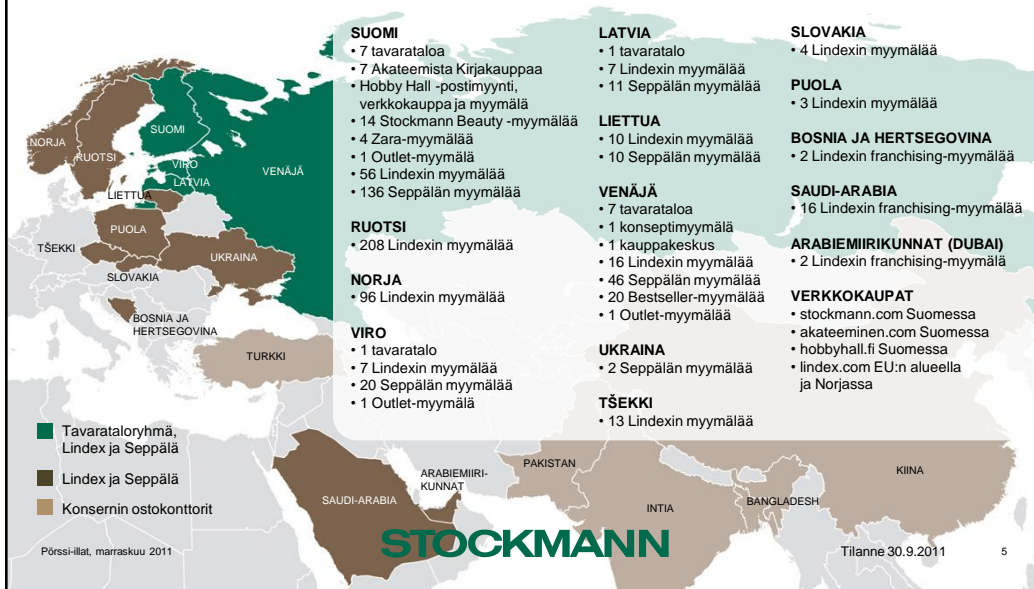 SUOMI
• 7 tavarataloa
• 7 Akateemista Kirjakauppaa
• Hobby Hall -postimyynti,
verkkokauppa ja myymälä
• 14 Stockmann Beauty -myymälää
• 4 Zara-myymälää
• 1 Outlet-myymälä
• 56 Lindexin myymälää
• 136 Seppälän myymälää
RUOTSI
• 208 Lindexin myymälää
NORJA
• 96 Lindexin myymälää
VIRO
• 1 tavaratalo
• 7 Lindexin myymälää
• 20 Seppälän myymälää
• 1 Outlet-myymälä
LATVIA
• 1 tavaratalo
• 7 Lindexin myymälää
• 11 Seppälän myymälää
LIETTUA
• 10 Lindexin myymälää
• 10 Seppälän myymälää
VENÄJÄ
• 7 tavarataloa
• 1 konseptimyymälä
• 1 kauppakeskus
• 16 Lindexin myymälää
• 46 Seppälän myymälää
• 20 Bestseller-myymälää
• 1 Outlet-myymälää
UKRAINA
• 2 Seppälän myymälää
TŠEKKI
• 13 Lindexin myymälää
SLOVAKIA
• 4 Lindexin myymälää
PUOLA
• 3 Lindexin myymälää
BOSNIA JA HERTSEGOVINA
• 2 Lindexin franchising-myymälää
SAUDI-ARABIA
• 16 Lindexin franchising-myymälää
ARABIEMIIRIKUNNAT (DUBAI)
• 2 Lindexin franchising-myymälä
VERKKOKAUPAT
• stockmann.com Suomessa
• akateeminen.com Suomessa
• hobbyhall.fi Suomessa
• lindex.com EU:n alueella
ja Norjassa
NORJA
RUOTSI
SUOMI
VIRO
LATVIA
LIETTUA
VENÄJÄ
PUOLA
TŠEKKI
UKRAINA
SLOVAKIA
BOSNIA JA
HERTSEGOVINA
TURKKI
SAUDI-ARABIA
ARABIEMIIRI-
KUNNAT
PAKISTAN
INTIA
BANGLADESH
KIINA
Tavarataloryhmä,
Lindex ja Seppälä
Lindex ja Seppälä
Konsernin ostokonttorit
Pörssi-illat, marraskuu 2011
STOCKMANN
Tilanne 30.9.2011
5